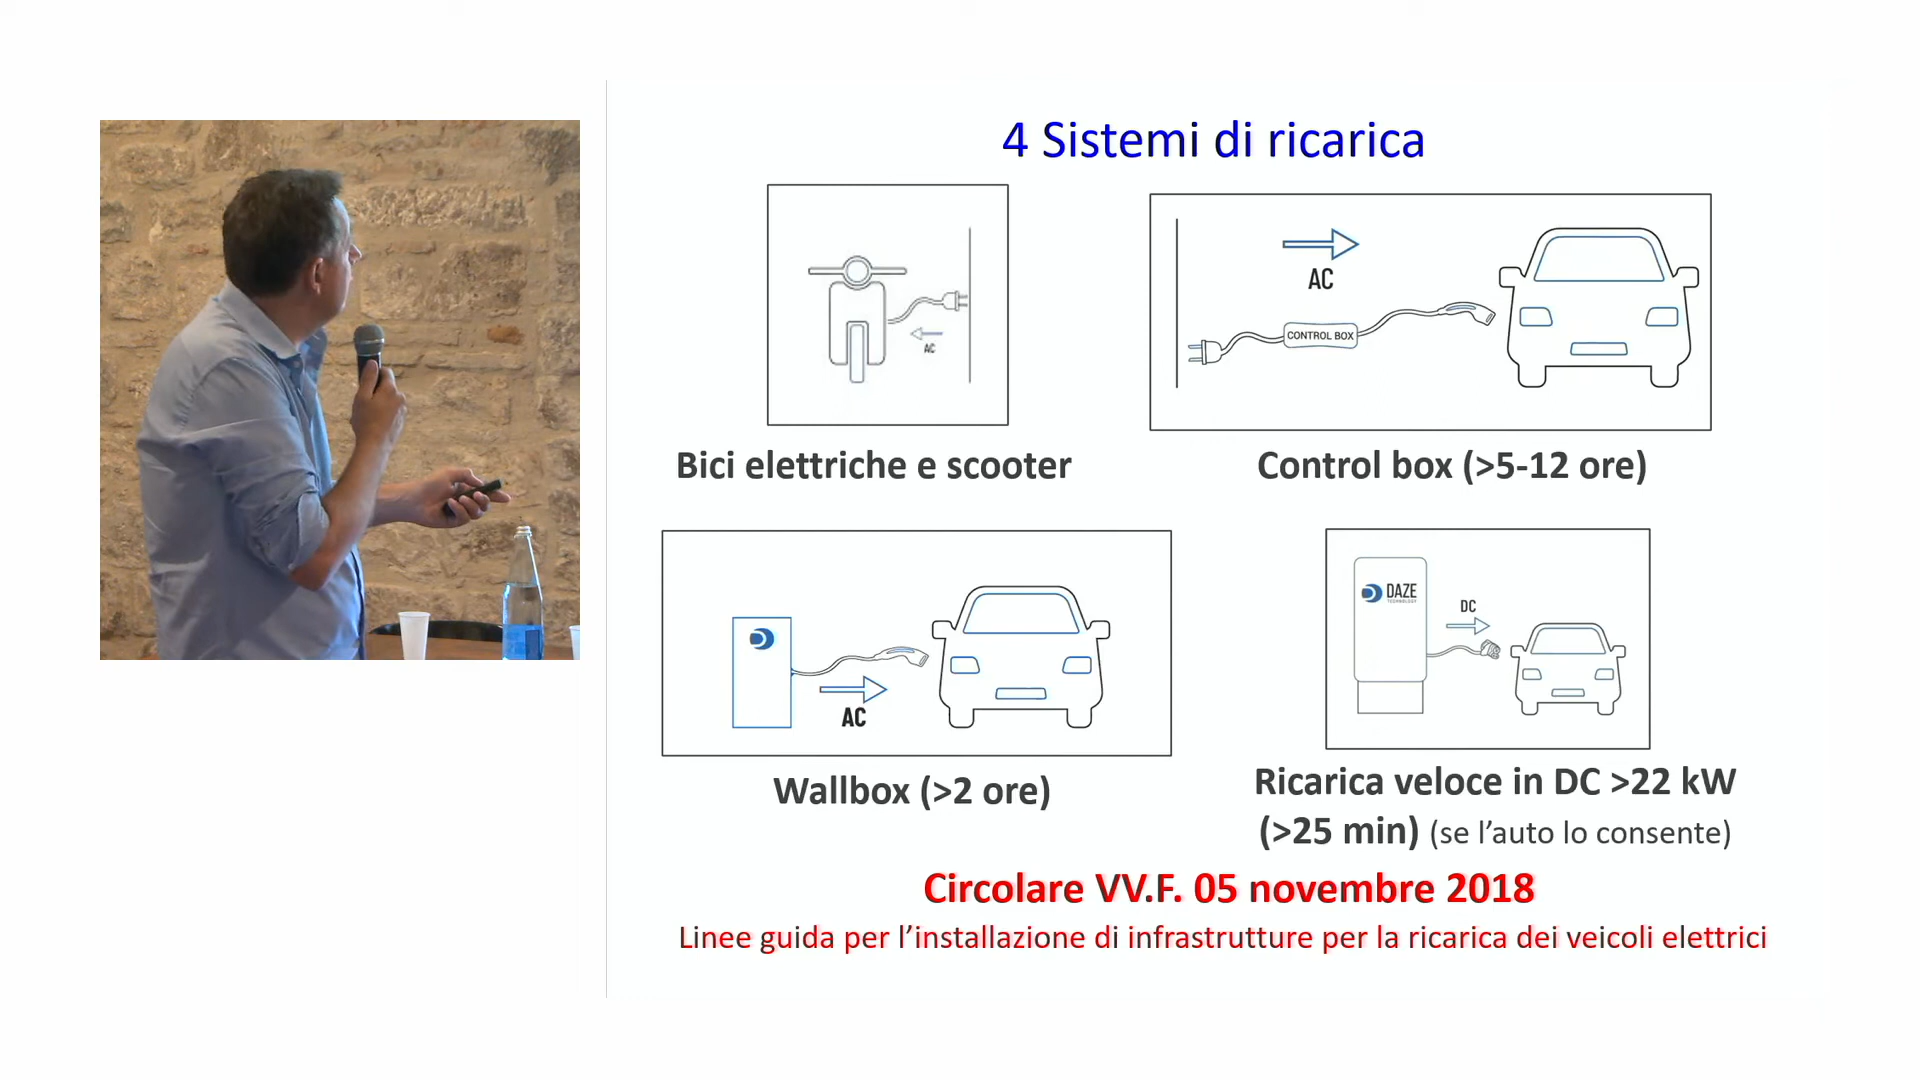 4 Sistemi di ricarica
AC
AC
CONTROL BOX
Bici elettriche e scooter
Control box (>5-12 ore)
AC
DAZE
TECHNOLOGY
DC
Wallbox (>2 ore)
Ricarica veloce in DC >22 kW
(>25 min) (se l'auto lo consente)
Circolare VV.F. 05 novembre 2018
Linee guida per l'installazione di infrastrutture per la ricarica dei veicoli elettrici